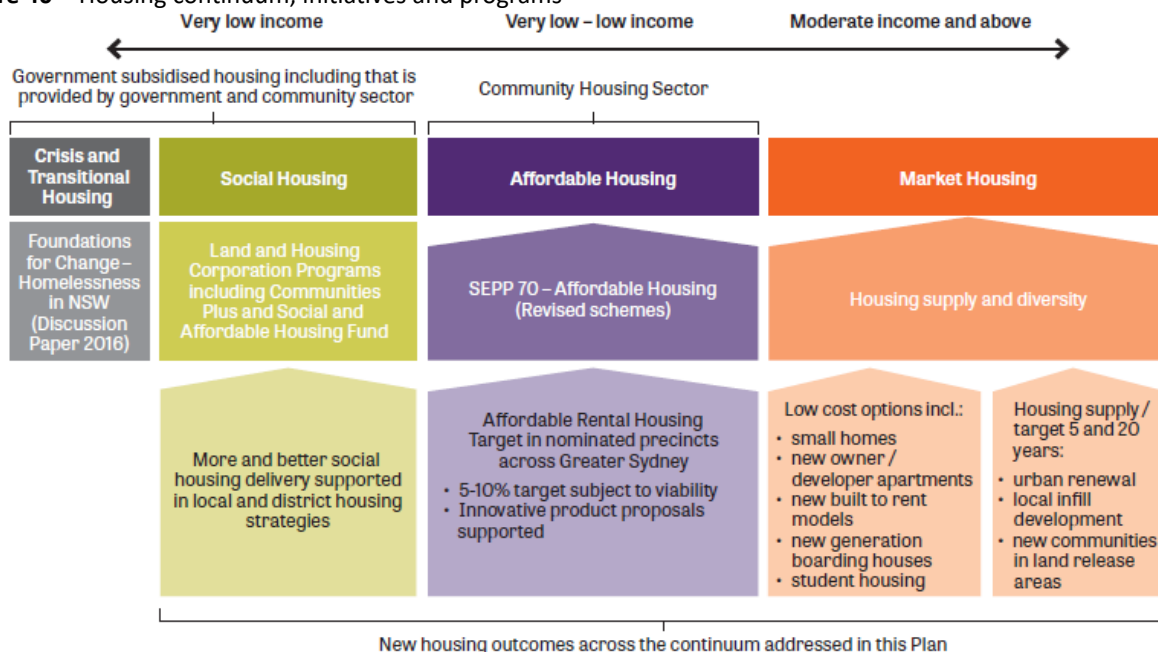 Housing continuum, initiatives and programs
Very low income
Very low – low income
Moderate income and above
Government subsidised housing including that is
provided by government and community sector
Community Housing Sector
Crisis and
Transitional
Housing
Social Housing
Affordable Housing
Market Housing
Foundations
for Change –
Homelessness
in NSW
(Discussion
Paper 2016)
Land and Housing
Corporation Programs
including Communities
Plus and Social and
Affordable Housing Fund
SEPP 70 – Affordable Housing
(Revised schemes)
Housing supply and diversity
More and better social
housing delivery supported
in local and district housing
strategies
Affordable Rental Housing
Target in nominated precincts
across Greater Sydney
• 5-10% target subject to viability
• Innovative product proposals
supported
Low cost options incl.:
• small homes
• new owner /
developer apartments
• new built to rent
models
• new generation
boarding houses
• student housing
Housing supply /
target 5 and 20
years:
• urban renewal
• local infill
development
• new communities
in land release
areas
New housing outcomes across the continuum addressed in this Plan